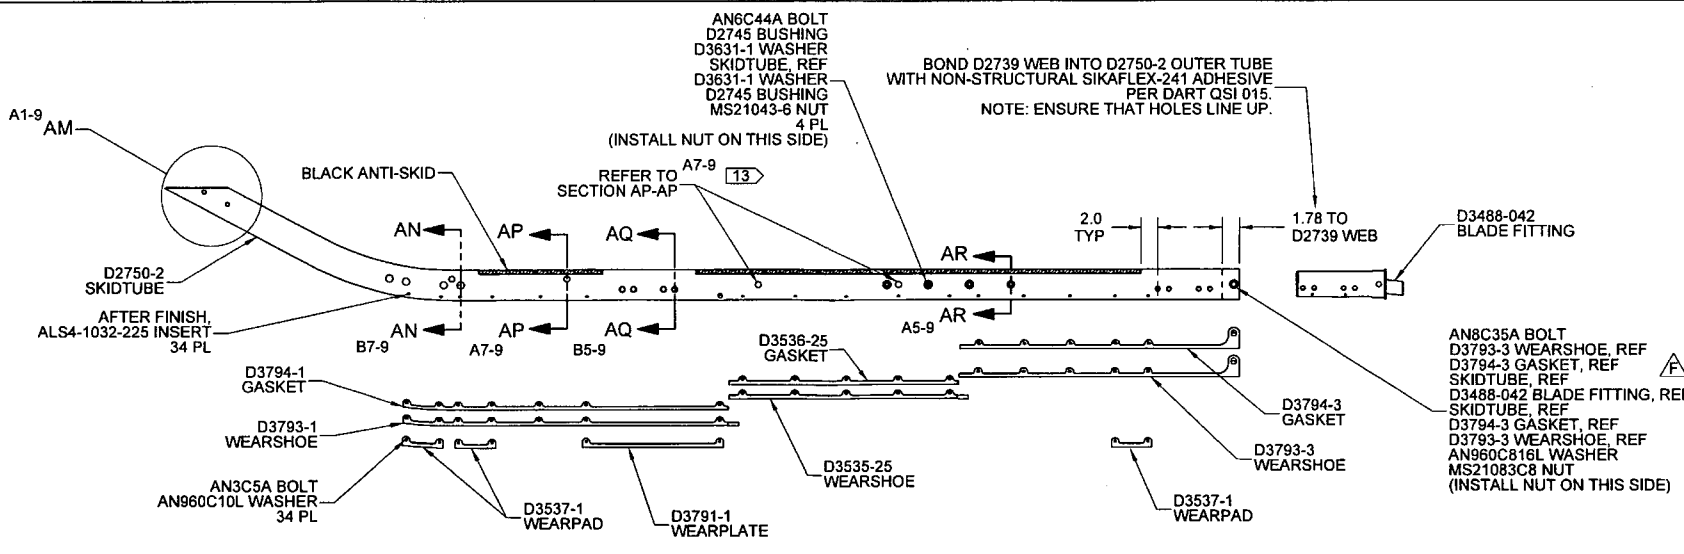 AN6C44A BOLT
D2745 BUSHING
D3631-1 WASHER
SKIDTUBE, REF
D3631-1 WASHER
D2745 BUSHING
MS21043-6 NUT
4 PL
(INSTALL NUT ON THIS SIDE)
BOND D2739 WEB INTO D2750-2 OUTER TUBE
WITH NON-STRUCTURAL SIKAFLEX-241 ADHESIVE
PER DART QSI 015.
NOTE: ENSURE THAT HOLES LINE UP.
A1-9
AM
BLACK ANTI-SKID
REFER TO
SECTION AP-AP
A7-9
13
2.0
TYP
1.78 TO
D2739 WEB
D3488-042
BLADE FITTING
AN
AP
AQ
AR
D2750-2
SKIDTUBE
AFTER FINISH,
ALS4-1032-225 INSERT
34 PL
AN
B7-9
AP
A7-9
AQ
B5-9
AR
A5-9
D3536-25
GASKET
D3794-1
GASKET
D3793-1
WEARSHOE
AN3C5A BOLT
AN960C10L WASHER
34 PL
D3537-1
WEARPAD
D3791-1
WEARPLATE
D3535-25
WEARSHOE
D3794-3
GASKET
D3793-3
WEARSHOE
D3537-1
WEARPAD
AN8C35A BOLT
D3793-3 WEARSHOE, REF
D3794-3 GASKET, REF
SKIDTUBE, REF
D3488-042 BLADE FITTING, REF
SKIDTUBE, REF
D3794-3 GASKET, REF
D3793-3 WEARSHOE, REF
AN960C816L WASHER
MS21083C8 NUT
(INSTALL NUT ON THIS SIDE)
F